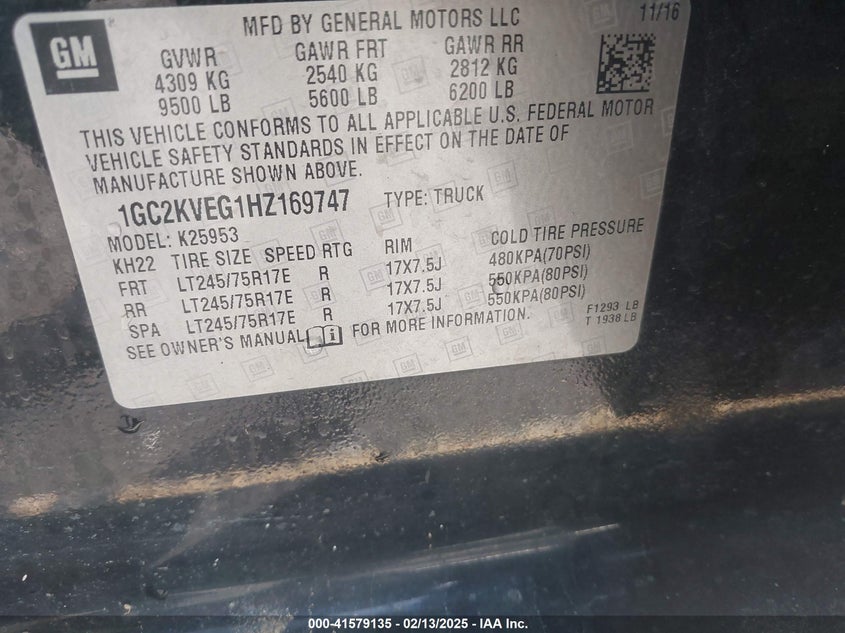 GM
MFD BY GENERAL MOTORS LLC
11/16
GVWR GAWR FRT GAWR RR
4309 KG 2540 KG 2812 KG
9500 LB 5600 LB 6200 LB
THIS VEHICLE CONFORMS TO ALL APPLICABLE U.S. FEDERAL MOTOR
VEHICLE SAFETY STANDARDS IN EFFECT ON THE DATE OF
MANUFACTURE SHOWN ABOVE.
1GC2KVEG1HZ169747 TYPE: TRUCK
MODEL: K25953
KH22 TIRE SIZE SPEED RTG RIM COLD TIRE PRESSURE
FRT LT245/75R17E R 17X7.5J 480KPA(70PSI)
RR LT245/75R17E R 17X7.5J 550KPA(80PSI)
SPA LT245/75R17E R 17X7.5J 550KPA(80PSI)
SEE OWNER'S MANUAL FOR MORE INFORMATION.
F1293 LB
T 1938 LB
000-41579135 - 02/13/2025 - IAA Inc.